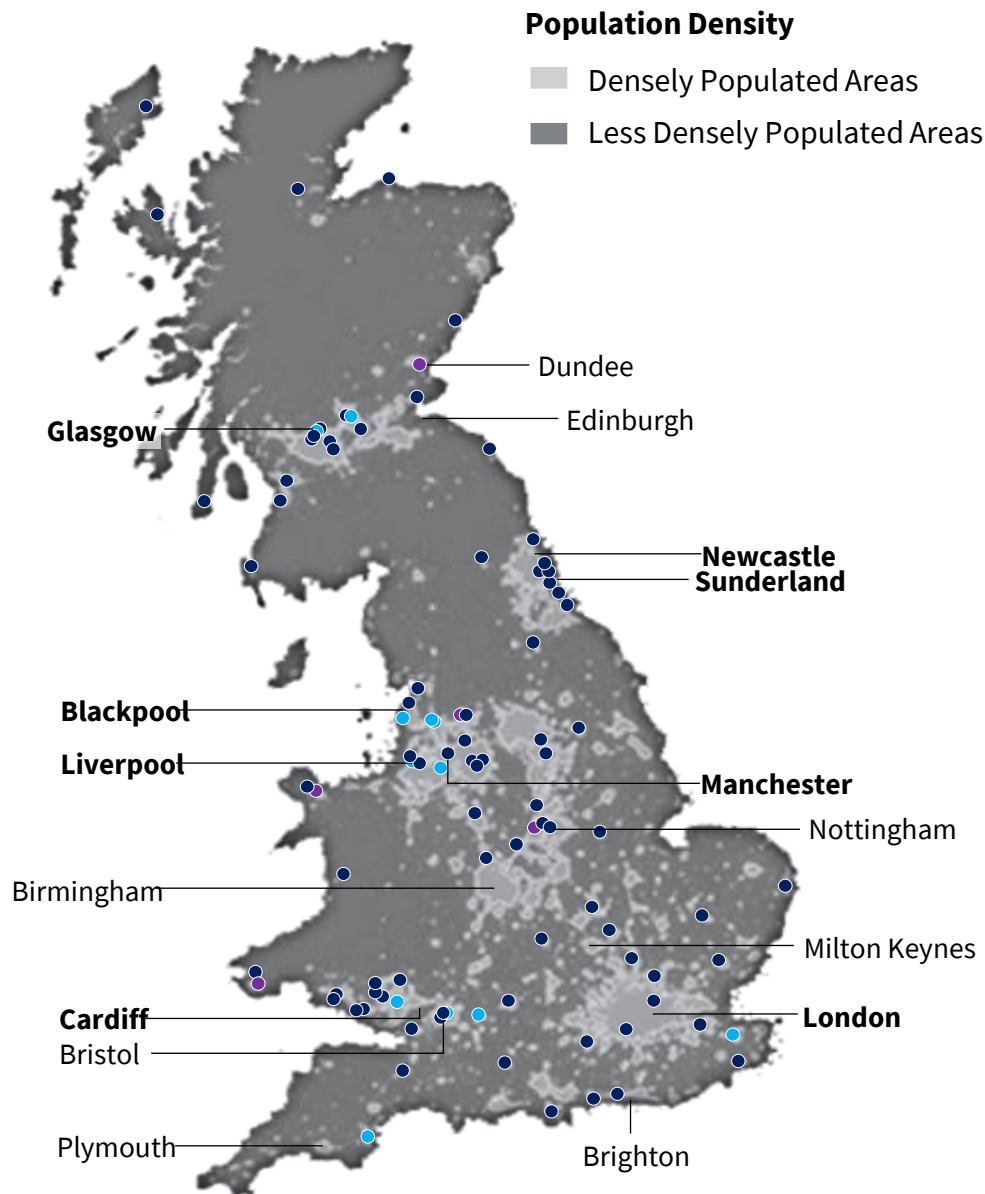 Population Density
Densely Populated Areas
Less Densely Populated Areas
Dundee
Edinburgh
Glasgow
Newcastle
Sunderland
Blackpool
Liverpool
Manchester
Nottingham
Birmingham
Milton Keynes
Cardiff
London
Bristol
Plymouth
Brighton